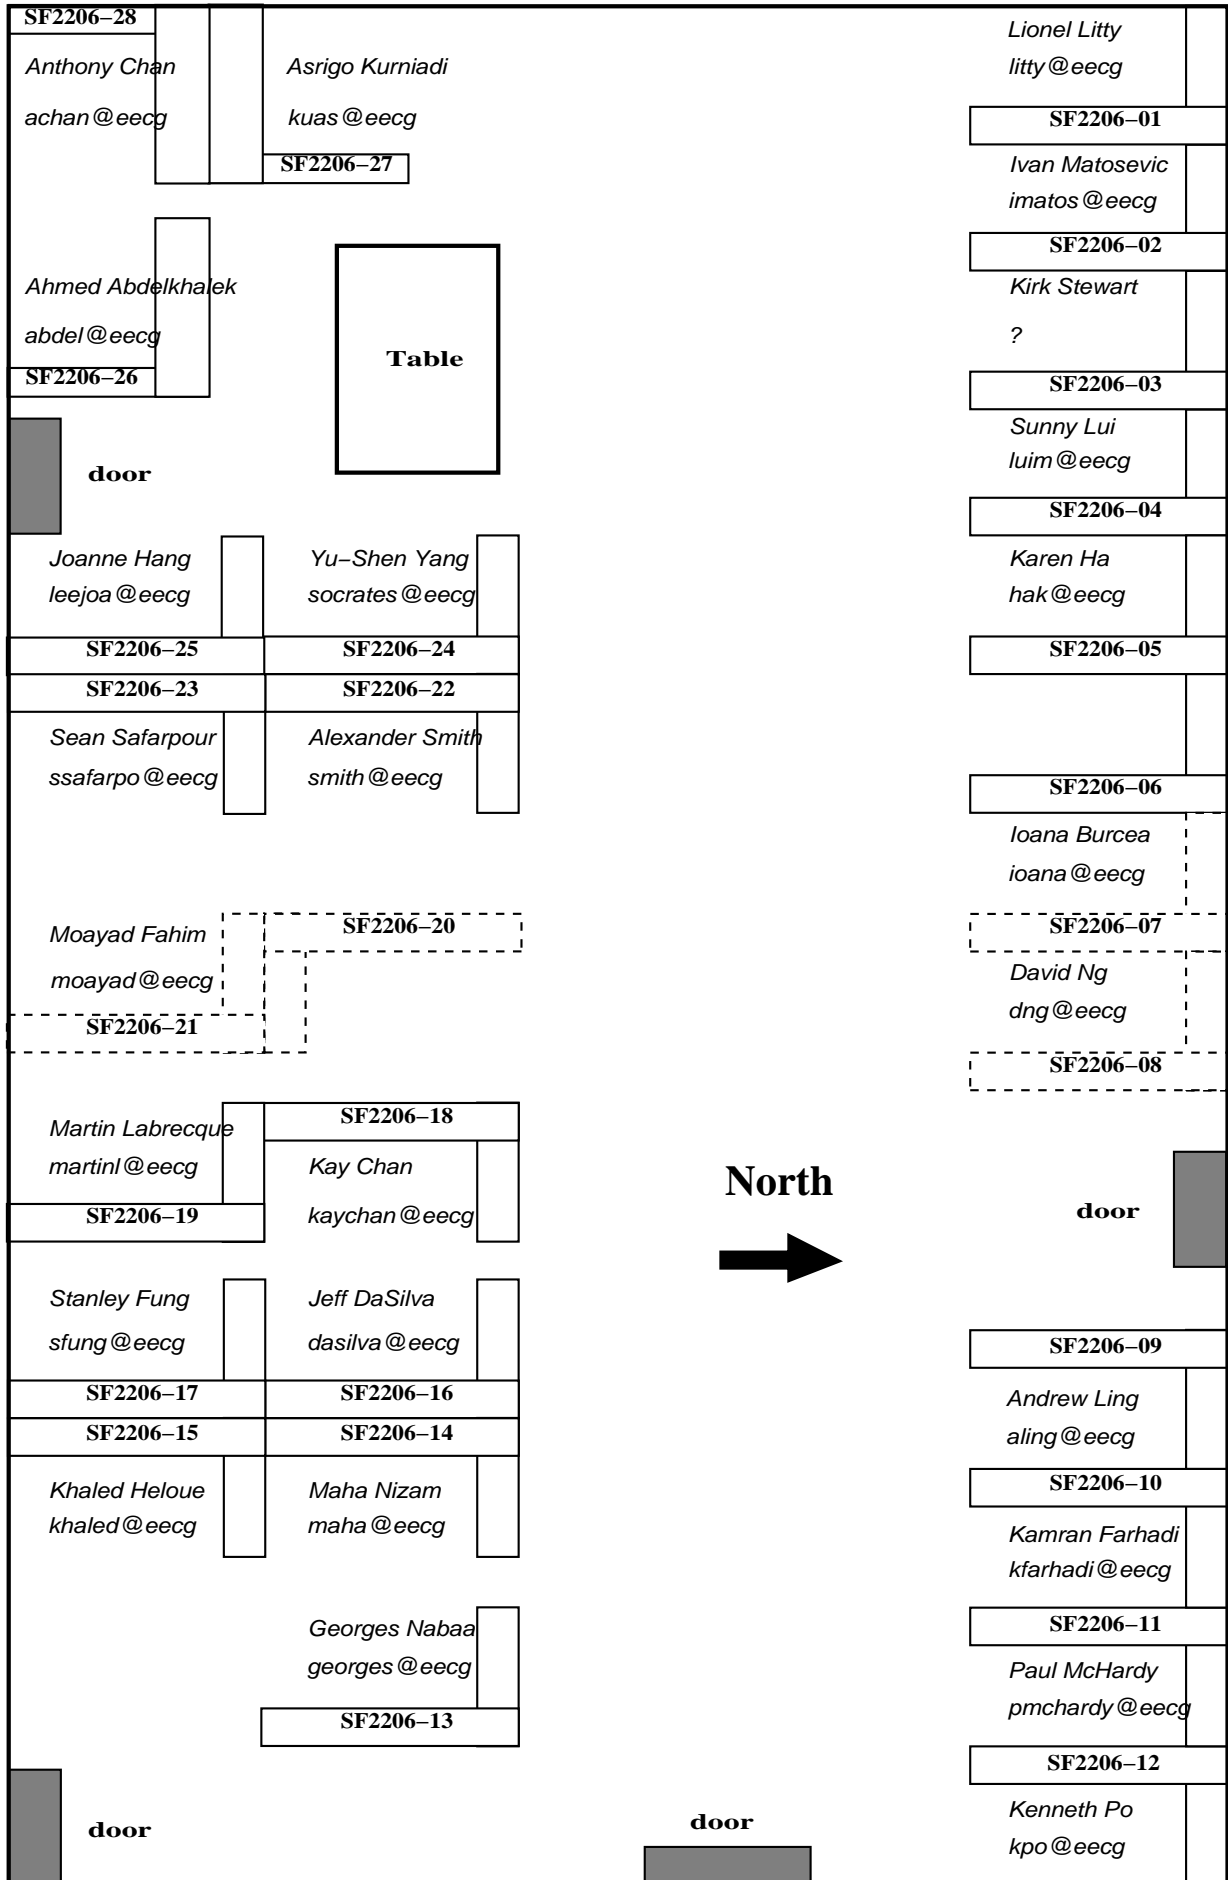 SF2206−28
Anthony Chan
achan@eecg
Asrigo Kurniadi
kuas@eecg
SF2206−27
Ahmed Abdelkhalek
abdel@eecg
SF2206−26
Table
door
Joanne Hang
leejoa@eecg
SF2206−25
Yu−Shen Yang
socrates@eecg
SF2206−24
SF2206−23
Sean Safarpour
ssafarpo@eecg
SF2206−22
Alexander Smith
smith@eecg
Moayad Fahim
moayad@eecg
SF2206−21
SF2206−20
Martin Labrecque
martinl@eecg
SF2206−19
SF2206−18
Kay Chan
kaychan@eecg
Stanley Fung
sfung@eecg
SF2206−17
Jeff DaSilva
dasilva@eecg
SF2206−16
SF2206−15
Khaled Heloue
khaled@eecg
SF2206−14
Maha Nizam
maha@eecg
Georges Nabaa
georges@eecg
SF2206−13
door
door
North
Lionel Litty
litty@eecg
SF2206−01
Ivan Matosevic
imatos@eecg
SF2206−02
Kirk Stewart
?
SF2206−03
Sunny Lui
luim@eecg
SF2206−04
Karen Ha
hak@eecg
SF2206−05
SF2206−06
Ioana Burcea
ioana@eecg
SF2206−07
David Ng
dng@eecg
SF2206−08
door
SF2206−09
Andrew Ling
aling@eecg
SF2206−10
Kamran Farhadi
kfarhadi@eecg
SF2206−11
Paul McHardy
pmchardy@eecg
SF2206−12
Kenneth Po
kpo@eecg